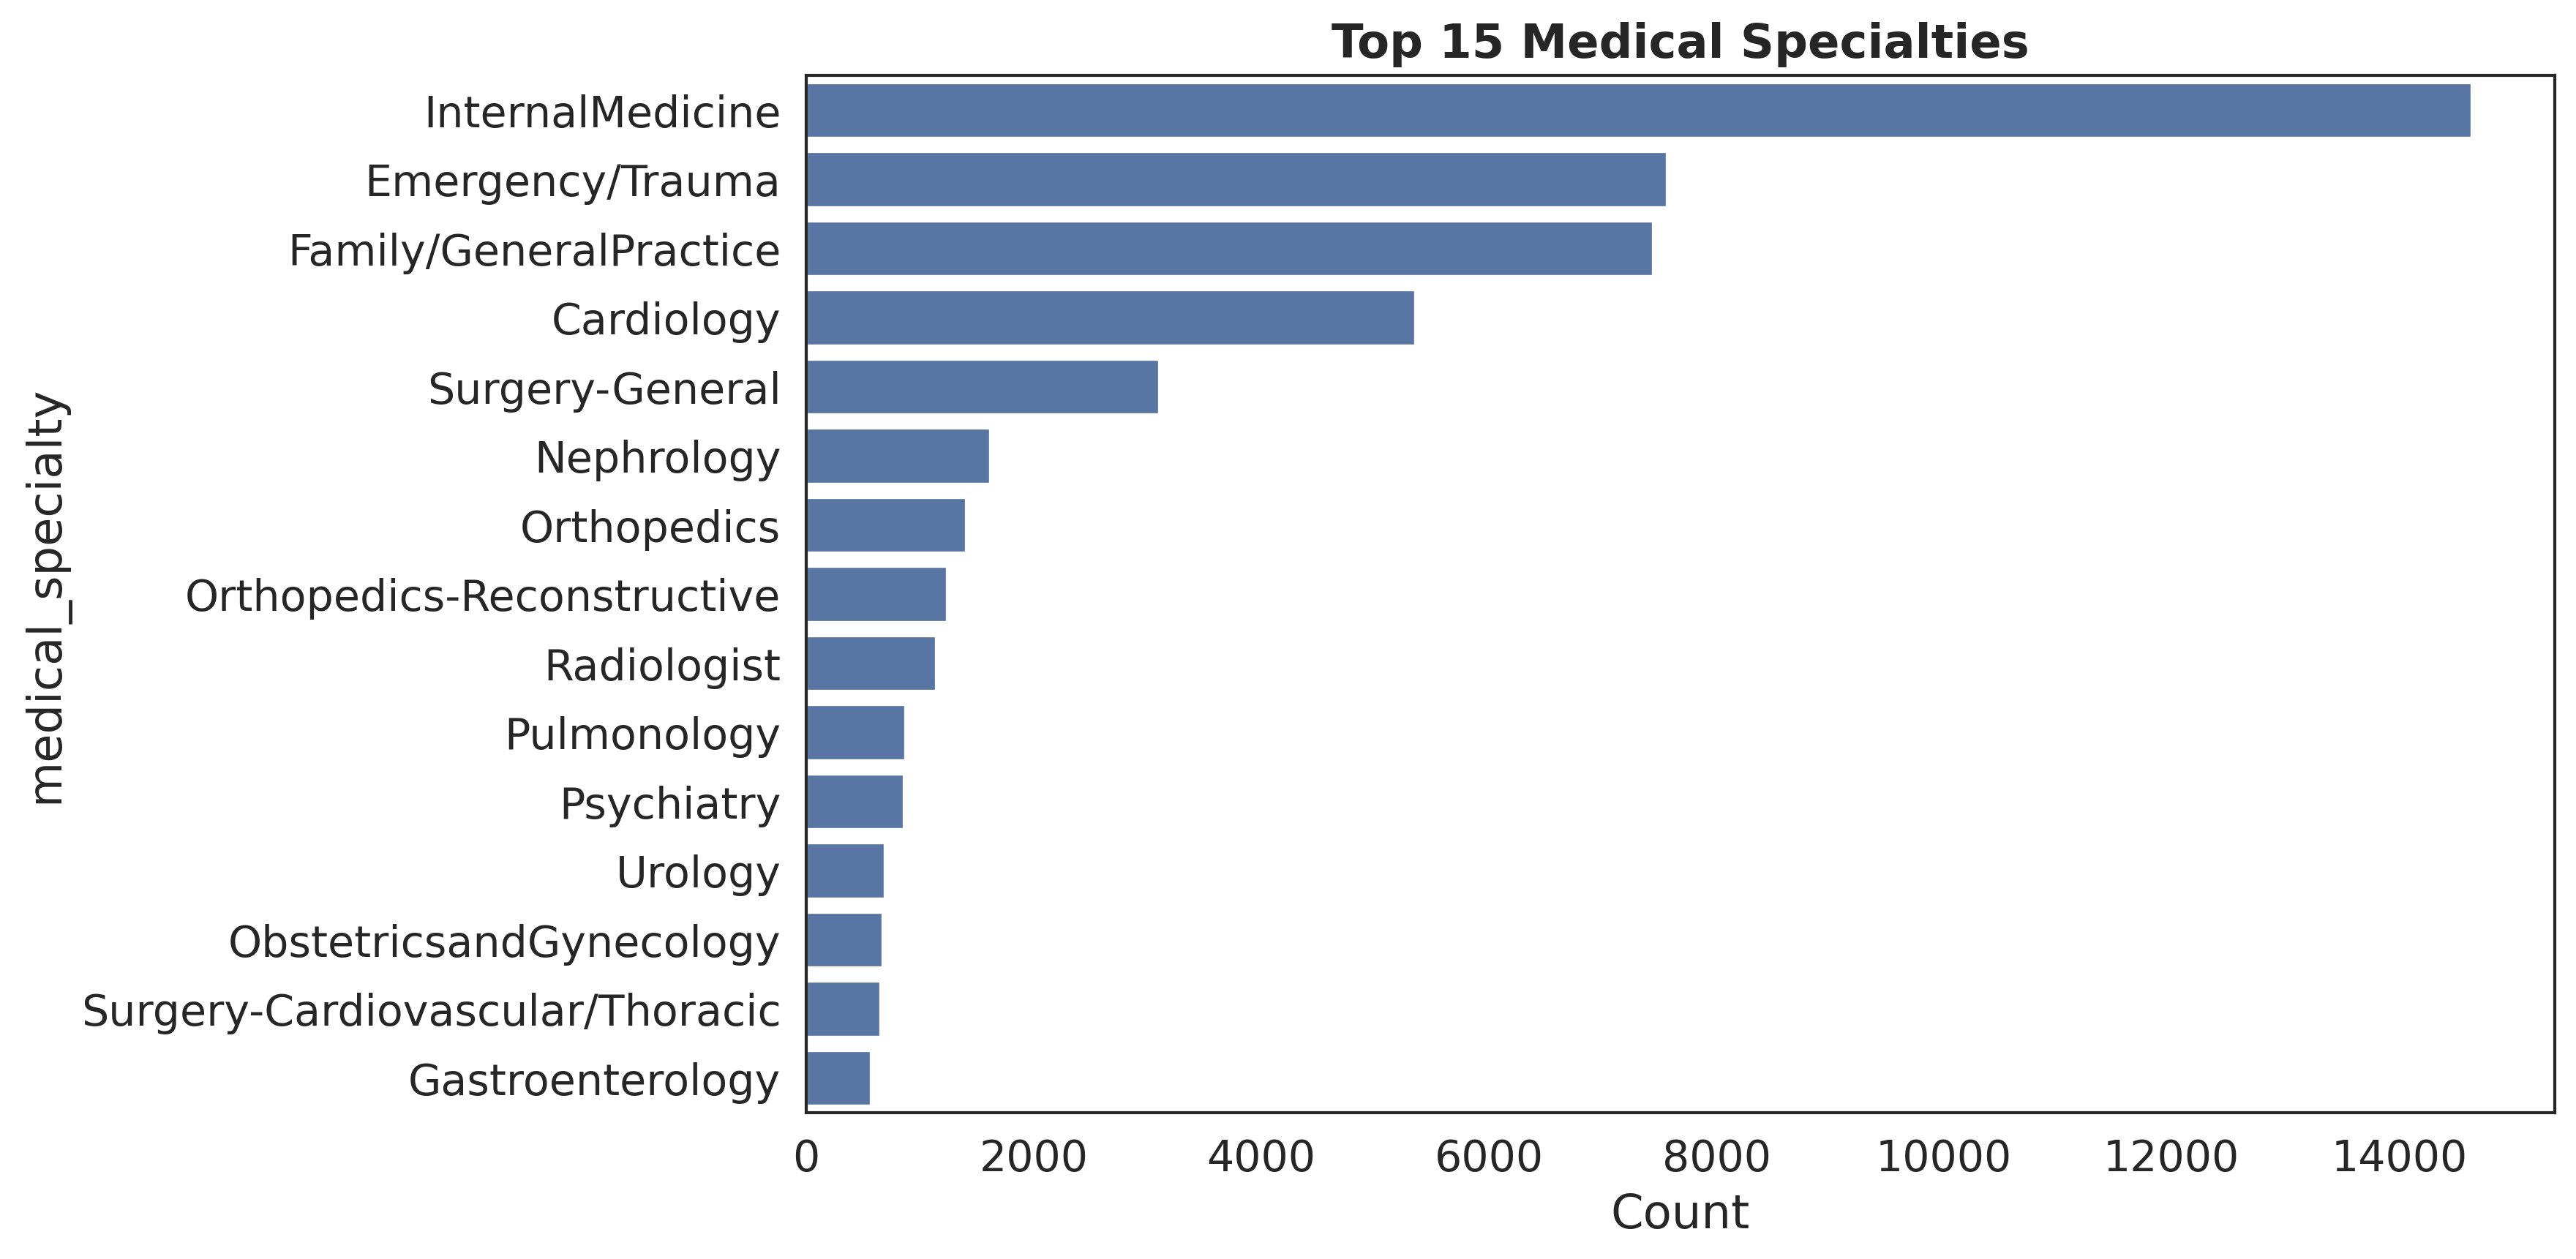 Top 15 Medical Specialties
medical_specialty
InternalMedicine
Emergency/Trauma
Family/GeneralPractice
Cardiology
Surgery-General
Nephrology
Orthopedics
Orthopedics-Reconstructive
Radiologist
Pulmonology
Psychiatry
Urology
ObstetricsandGynecology
Surgery-Cardiovascular/Thoracic
Gastroenterology
0 2000 4000 6000 8000 10000 12000 14000
Count